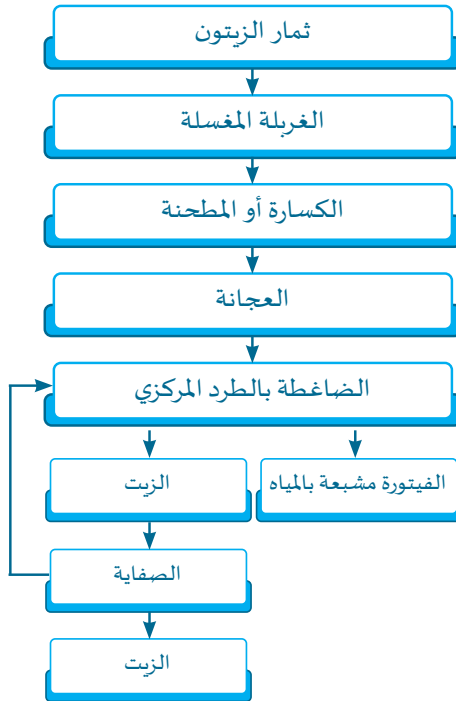 ثمار الزيتون
الغربلة المغسلة
الكسارة أو المطحنة
العجانة
الضاغطة بالطرد المركزي
الفيتورة مشبعة بالمياه
الزيت
الصفاية
الزيت